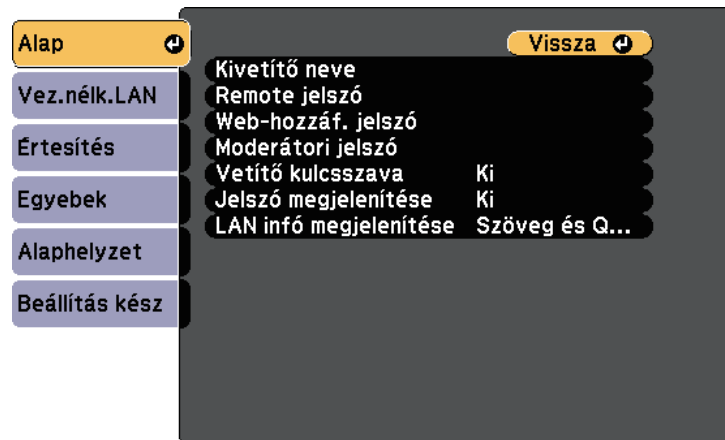 Alap
Vez.nélk.LAN
Értesítés
Egyebek
Alaphelyzet
Beállítás kész
Vissza
Kivetítő neve
Remote jelszó
Web-hozzáf. jelszó
Moderátori jelszó
Vetítő kulcsszava Ki
Jelszó megjelenítése Ki
LAN infó megjelenítése Szöveg és Q...